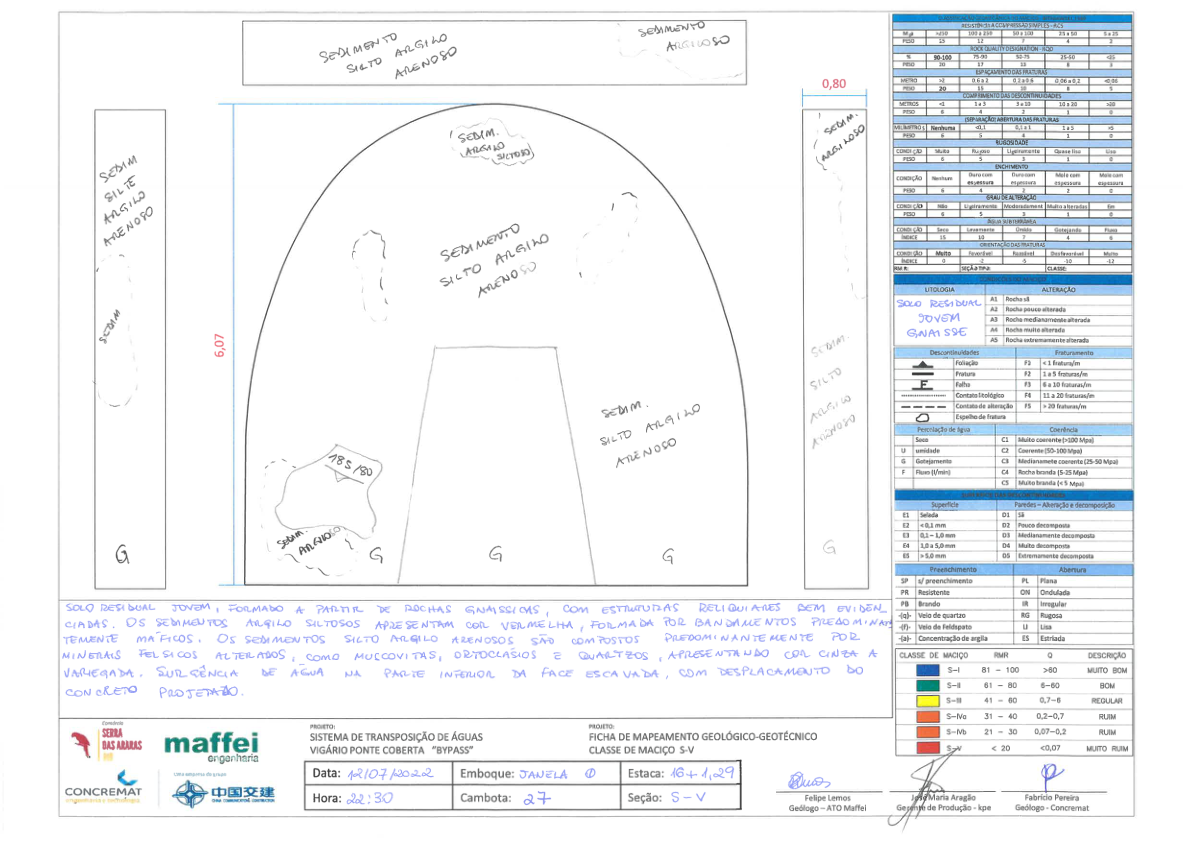 SEDIMENTO
SILTO ARGILO
ARENOSO
SEDIMENTO
ARGILOSO
0,80
6,07
SEDIM
SILTE
ARGILO
ARENOSO
SEDIM
SEDIM.
ARGILO
SILTOSO
SEDIMENTO
SILTO ARGILO
ARENOSO
SEDIM.
SILTO ARGILO
ARENOSO
185/80
SEDIM.
ARGILOSO
G
G
G
G
G
SEDIM.
ARGILOSO
SEDIM.
SILTO
ARGILO
ARENOSO
RESISTÊNCIA A COMPRESSÃO SIMPLES - RCS
MPa >250 100 a 250 50 a 100 25 a 50 5 a 25
PESO 15 12 7 4 2
ROCK QUALITY DESIGNATION - RQD
% 90-100 75-90 50-75 25-50 <25
PESO 20 17 13 8 3
ESPAÇAMENTO DAS FRATURAS
METRO >2 0,6 a 2 0,2 a 0,6 0,06 a 0,2 <0,06
PESO 20 15 10 8 5
COMPRIMENTO DAS DESCONTINUIDADES
METROS <1 1 a 3 3 a 10 10 a 20 >20
PESO 6 4 2 1 0
(SEPARAÇÃO) ABERTURA DAS FRATURAS
MILÍMETROS Nenhuma <0,1 0,1 a 1 1 a 5 <5
PESO 6 5 4 1 0
RUGOSIDADE
CONDIÇÃO Muito Rugoso Ligeiramente Quase lisa Lisa
PESO 6 5 3 1 0
ENCHIMENTO
CONDIÇÃO Nenhum Duro com espessura Duro com espessura Mole com espessura Mole com espessura
PESO 6 4 2 2 0
GRAU DE ALTERAÇÃO
CONDIÇÃO Não Ligeiramente Moderadament Muito alteradas Em
PESO 6 5 3 1 0
ÁGUA SUBTERRÂNEA
CONDIÇÃO Seco Levemente Úmido Gotejando Fluxo
ÍNDICE 15 10 7 4 0
ORIENTAÇÃO DAS FRATURAS
CONDIÇÃO Muito Favorável Razoável Desfavorável Muito
ÍNDICE 0 -2 -5 -10 -12
RMR: SEÇÃO TIPO: CLASSE:
LITOLOGIA ALTERAÇÃO
SOLO RESIDUAL
JOVEM
GNAISSE
A1 Rocha sã
A2 Rocha pouco alterada
A3 Rocha medianamente alterada
A4 Rocha muito alterada
A5 Rocha extremamente alterada
Descontinuidades Fraturamento
Foliação F1 < 1 fratura/m
Fratura F2 1 a 5 fraturas/m
F Falha F3 6 a 10 fraturas/m
Contato litológico F4 11 a 20 fraturas/m
Contato de alteração F5 > 20 fraturas/m
Espelho de fratura
Percolação de água Coerência
Seco C1 Muito coerente (>100 Mpa)
U umidade C2 Coerente (50-100 Mpa)
G Gotejamento C3 Medianamete coerente (25-50 Mpa)
F Fluxo (l/min) C4 Rocha branda (5-25 Mpa)
C5 Muito branda (< 5 Mpa)
Superfície Paredes – Alteração e decomposição
E1 Selada D1 Sã
E2 < 0,1 mm D2 Pouco decomposta
E3 0,1 – 1,0 mm D3 Medianamente decomposta
E4 1,0 a 5,0 mm D4 Muito decomposta
E5 > 5,0 mm D5 Extremamente decomposta
Preenchimento Abertura
SP s/ preenchimento PL Plana
PR Resistente ON Ondulada
PB Brando IR Irregular
-(q)- Veio de quartzo RG Rugosa
-(f)- Veio de Feldspato LI Lisa
-(a)- Concentração de argila ES Estriada
CLASSE DE MACIÇO RMR Q DESCRIÇÃO
S-I 81 – 100 >60 MUITO BOM
S-II 61 – 80 6-60 BOM
S-III 41 – 60 0,7-6 REGULAR
S-IVa 31 – 40 0,2-0,7 RUIM
S-IVb 21 – 30 0,07-0,2 RUIM
S-V < 20 <0,07 MUITO RUIM
SOLO RESIDUAL JOVEM, FORMADO A PARTIR DE ROCHAS GNÁSSICAS, COM ESTRUTURAS RELIQUIARES BEM EVIDEN_
CIADAS. OS SEDIMENTOS ARGILO SILTOSOS APRESENTAM COR VERMELHA, FORMADA POR BANDAMENTOS PREDOMINAN
TEMENTE MÁFICOS. OS SEDIMENTOS SILTO ARGILO ARENOSOS SÃO COMPOSTOS PREDOMINANTEMENTE POR
MINERAIS FELSICOS ALTERADOS, COMO MUSCOVITAS, ORTOCLÁSIOS E QUARTZOS, APRESENTANDO COR CINZA A
VARIEGADA. SURGÊNCIA DE ÁGUA NA PARTE INFERIOR DA FACE ESCAVADA, COM DESPLACAMENTO DO
CONCRETO PROJETADO.
Consórcio
SERRA
DAS ARARAS
maffei
engenharia
CONCREMAT
engenharia e tecnologia
Uma empresa do grupo
中国交建
CHINA COMMUNICATIONS CONSTRUCTION
PROJETO:
SISTEMA DE TRANSPOSIÇÃO DE ÁGUAS
VIGÁRIO PONTE COBERTA "BYPASS"
PROJETO:
FICHA DE MAPEAMENTO GEOLÓGICO-GEOTÉCNICO
CLASSE DE MACIÇO S-V
Data: 12/07/2022 Emboque: JANELA Ø Estaca: 16+1,29
Hora: 22:30 Cambota: 27 Seção: S-V
Felipe Lemos
Geólogo – ATO Maffei
José Maria Aragão
Gerente de Produção - kpe
Fabrício Pereira
Geólogo - Concremat